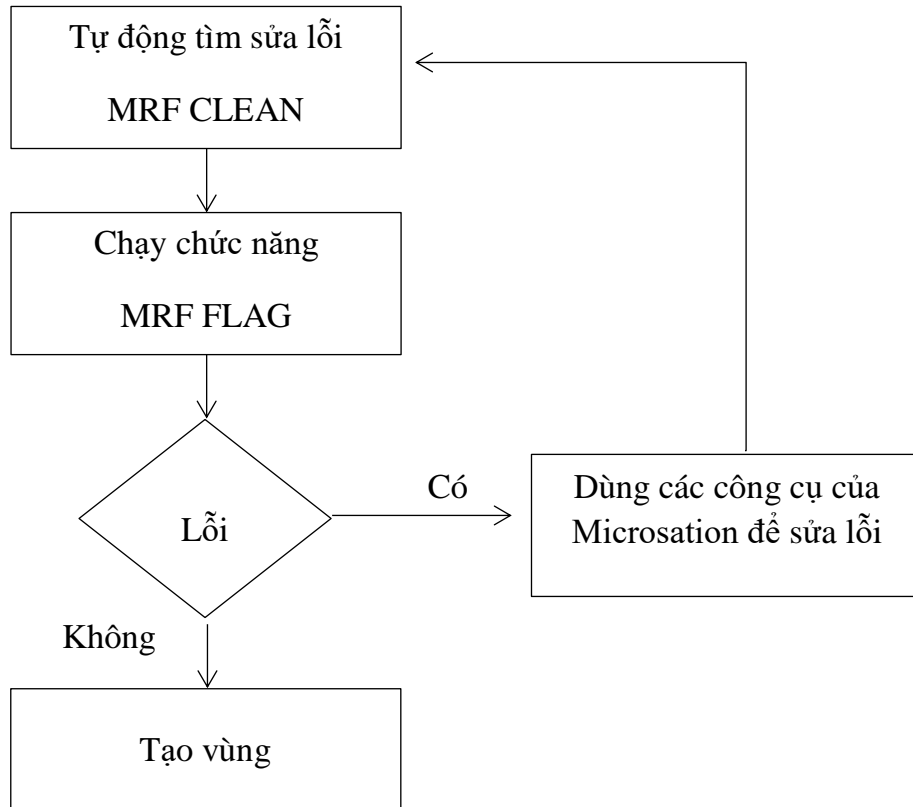 Tự động tìm sửa lỗi
MRF CLEAN
Chạy chức năng
MRF FLAG
Lỗi
Có
Dùng các công cụ của
Microsation để sửa lỗi
Không
Tạo vùng